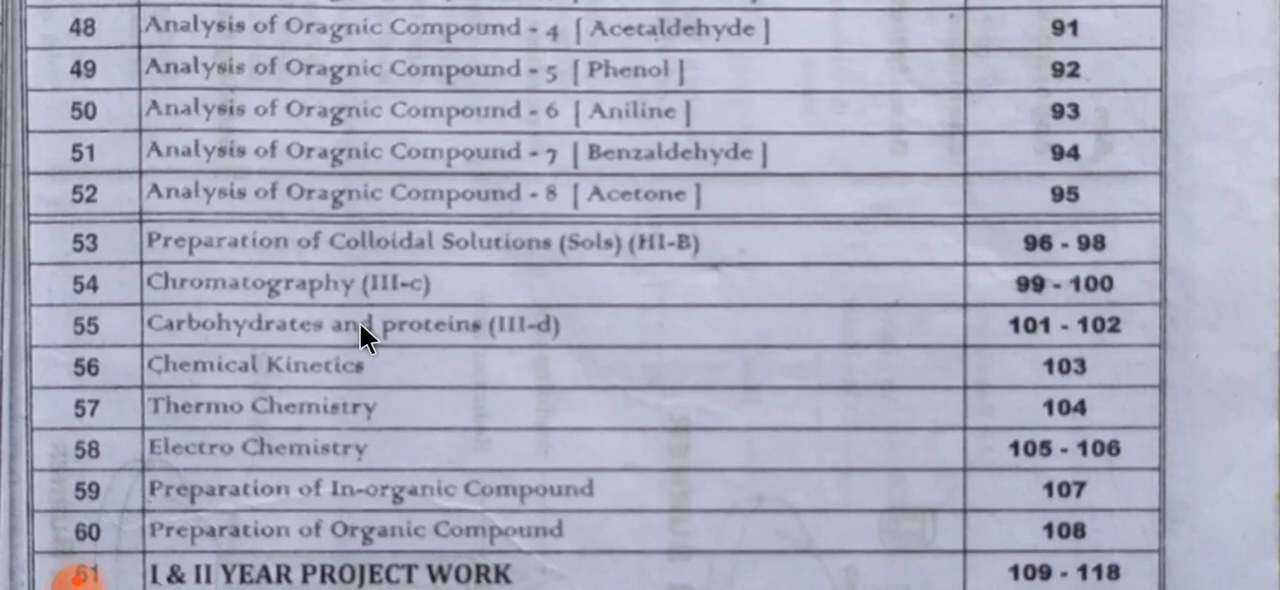 48 Analysis of Oragnic Compound - 4 [ Acetaldehyde ] 91
49 Analysis of Oragnic Compound - 5 [ Phenol ] 92
50 Analysis of Oragnic Compound - 6 [ Aniline ] 93
51 Analysis of Oragnic Compound - 7 [ Benzaldehyde ] 94
52 Analysis of Oragnic Compound - 8 [ Acetone ] 95
53 Preparation of Colloidal Solutions (Sols) (III-B) 96 - 98
54 Chromatography (III-c) 99 - 100
55 Carbohydrates and proteins (III-d) 101 - 102
56 Chemical Kinetics 103
57 Thermo Chemistry 104
58 Electro Chemistry 105 - 106
59 Preparation of In-organic Compound 107
60 Preparation of Organic Compound 108
61 I & II YEAR PROJECT WORK 109 - 118